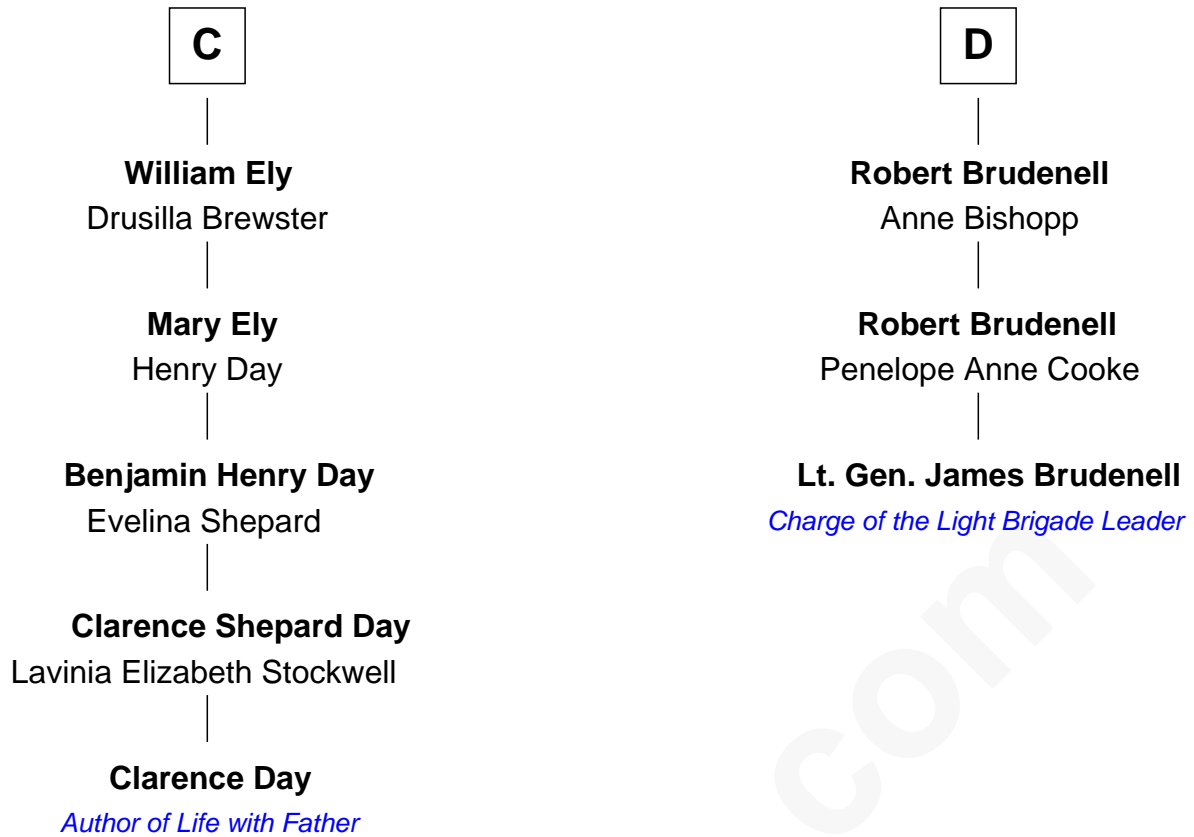 C
William Ely
Drusilla Brewster
Mary Ely
Henry Day
Benjamin Henry Day
Evelina Shepard
Clarence Shepard Day
Lavinia Elizabeth Stockwell
Clarence Day
Author of Life with Father
D
Robert Brudenell
Anne Bishopp
Robert Brudenell
Penelope Anne Cooke
Lt. Gen. James Brudenell
Charge of the Light Brigade Leader
com